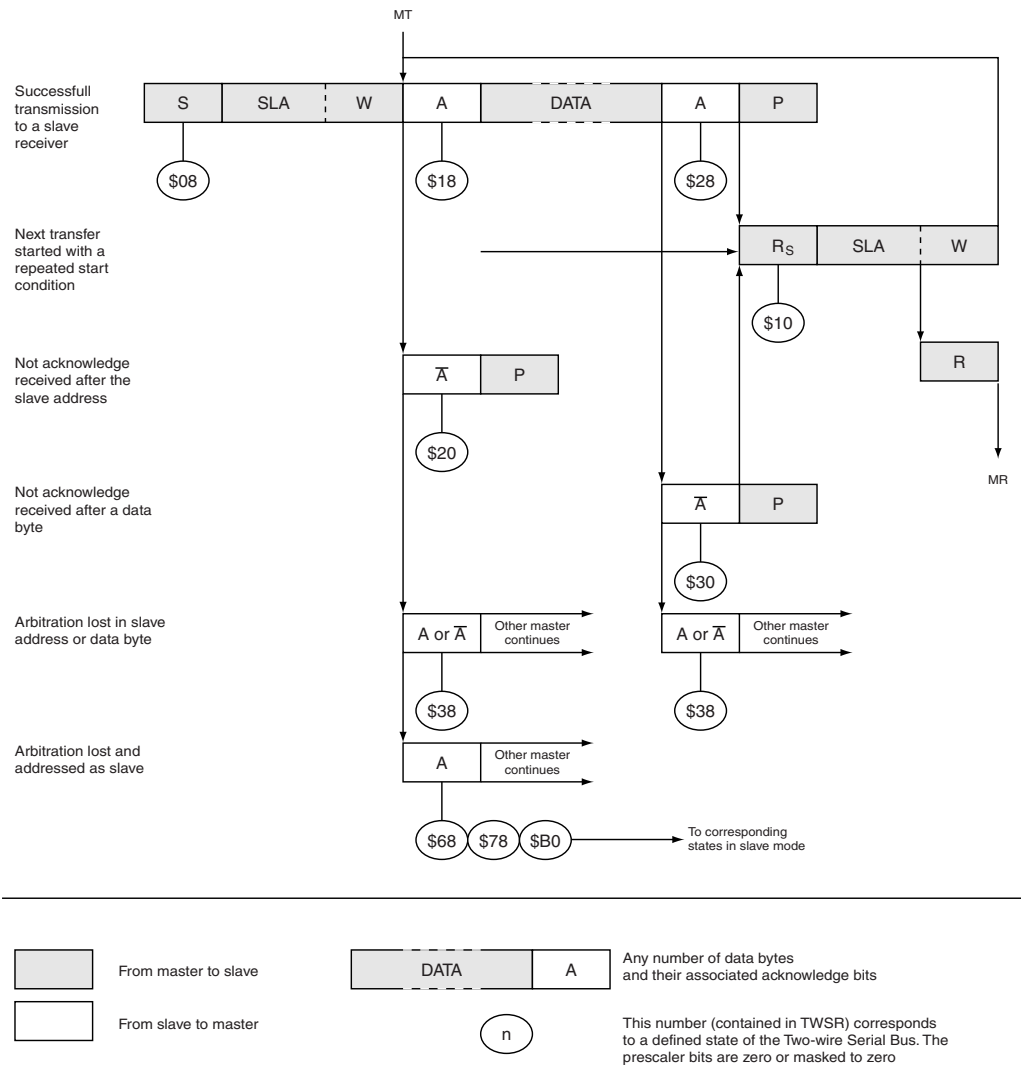 MT
Successfull
transmission
to a slave
receiver
S SLA W A DATA A P
$08 $18 $28
Next transfer
started with a
repeated start
condition
RS SLA W
$10
Not acknowledge
received after the
slave address
A̅ P
R
$20
MR
Not acknowledge
received after a data
byte
A̅ P
$30
Arbitration lost in slave
address or data byte
A or A̅ Other master
continues
A or A̅ Other master
continues
$38 $38
Arbitration lost and
addressed as slave
A Other master
continues
$68 $78 $B0
To corresponding
states in slave mode
From master to slave
DATA A
Any number of data bytes
and their associated acknowledge bits
From slave to master
n
This number (contained in TWSR) corresponds
to a defined state of the Two-wire Serial Bus. The
prescaler bits are zero or masked to zero